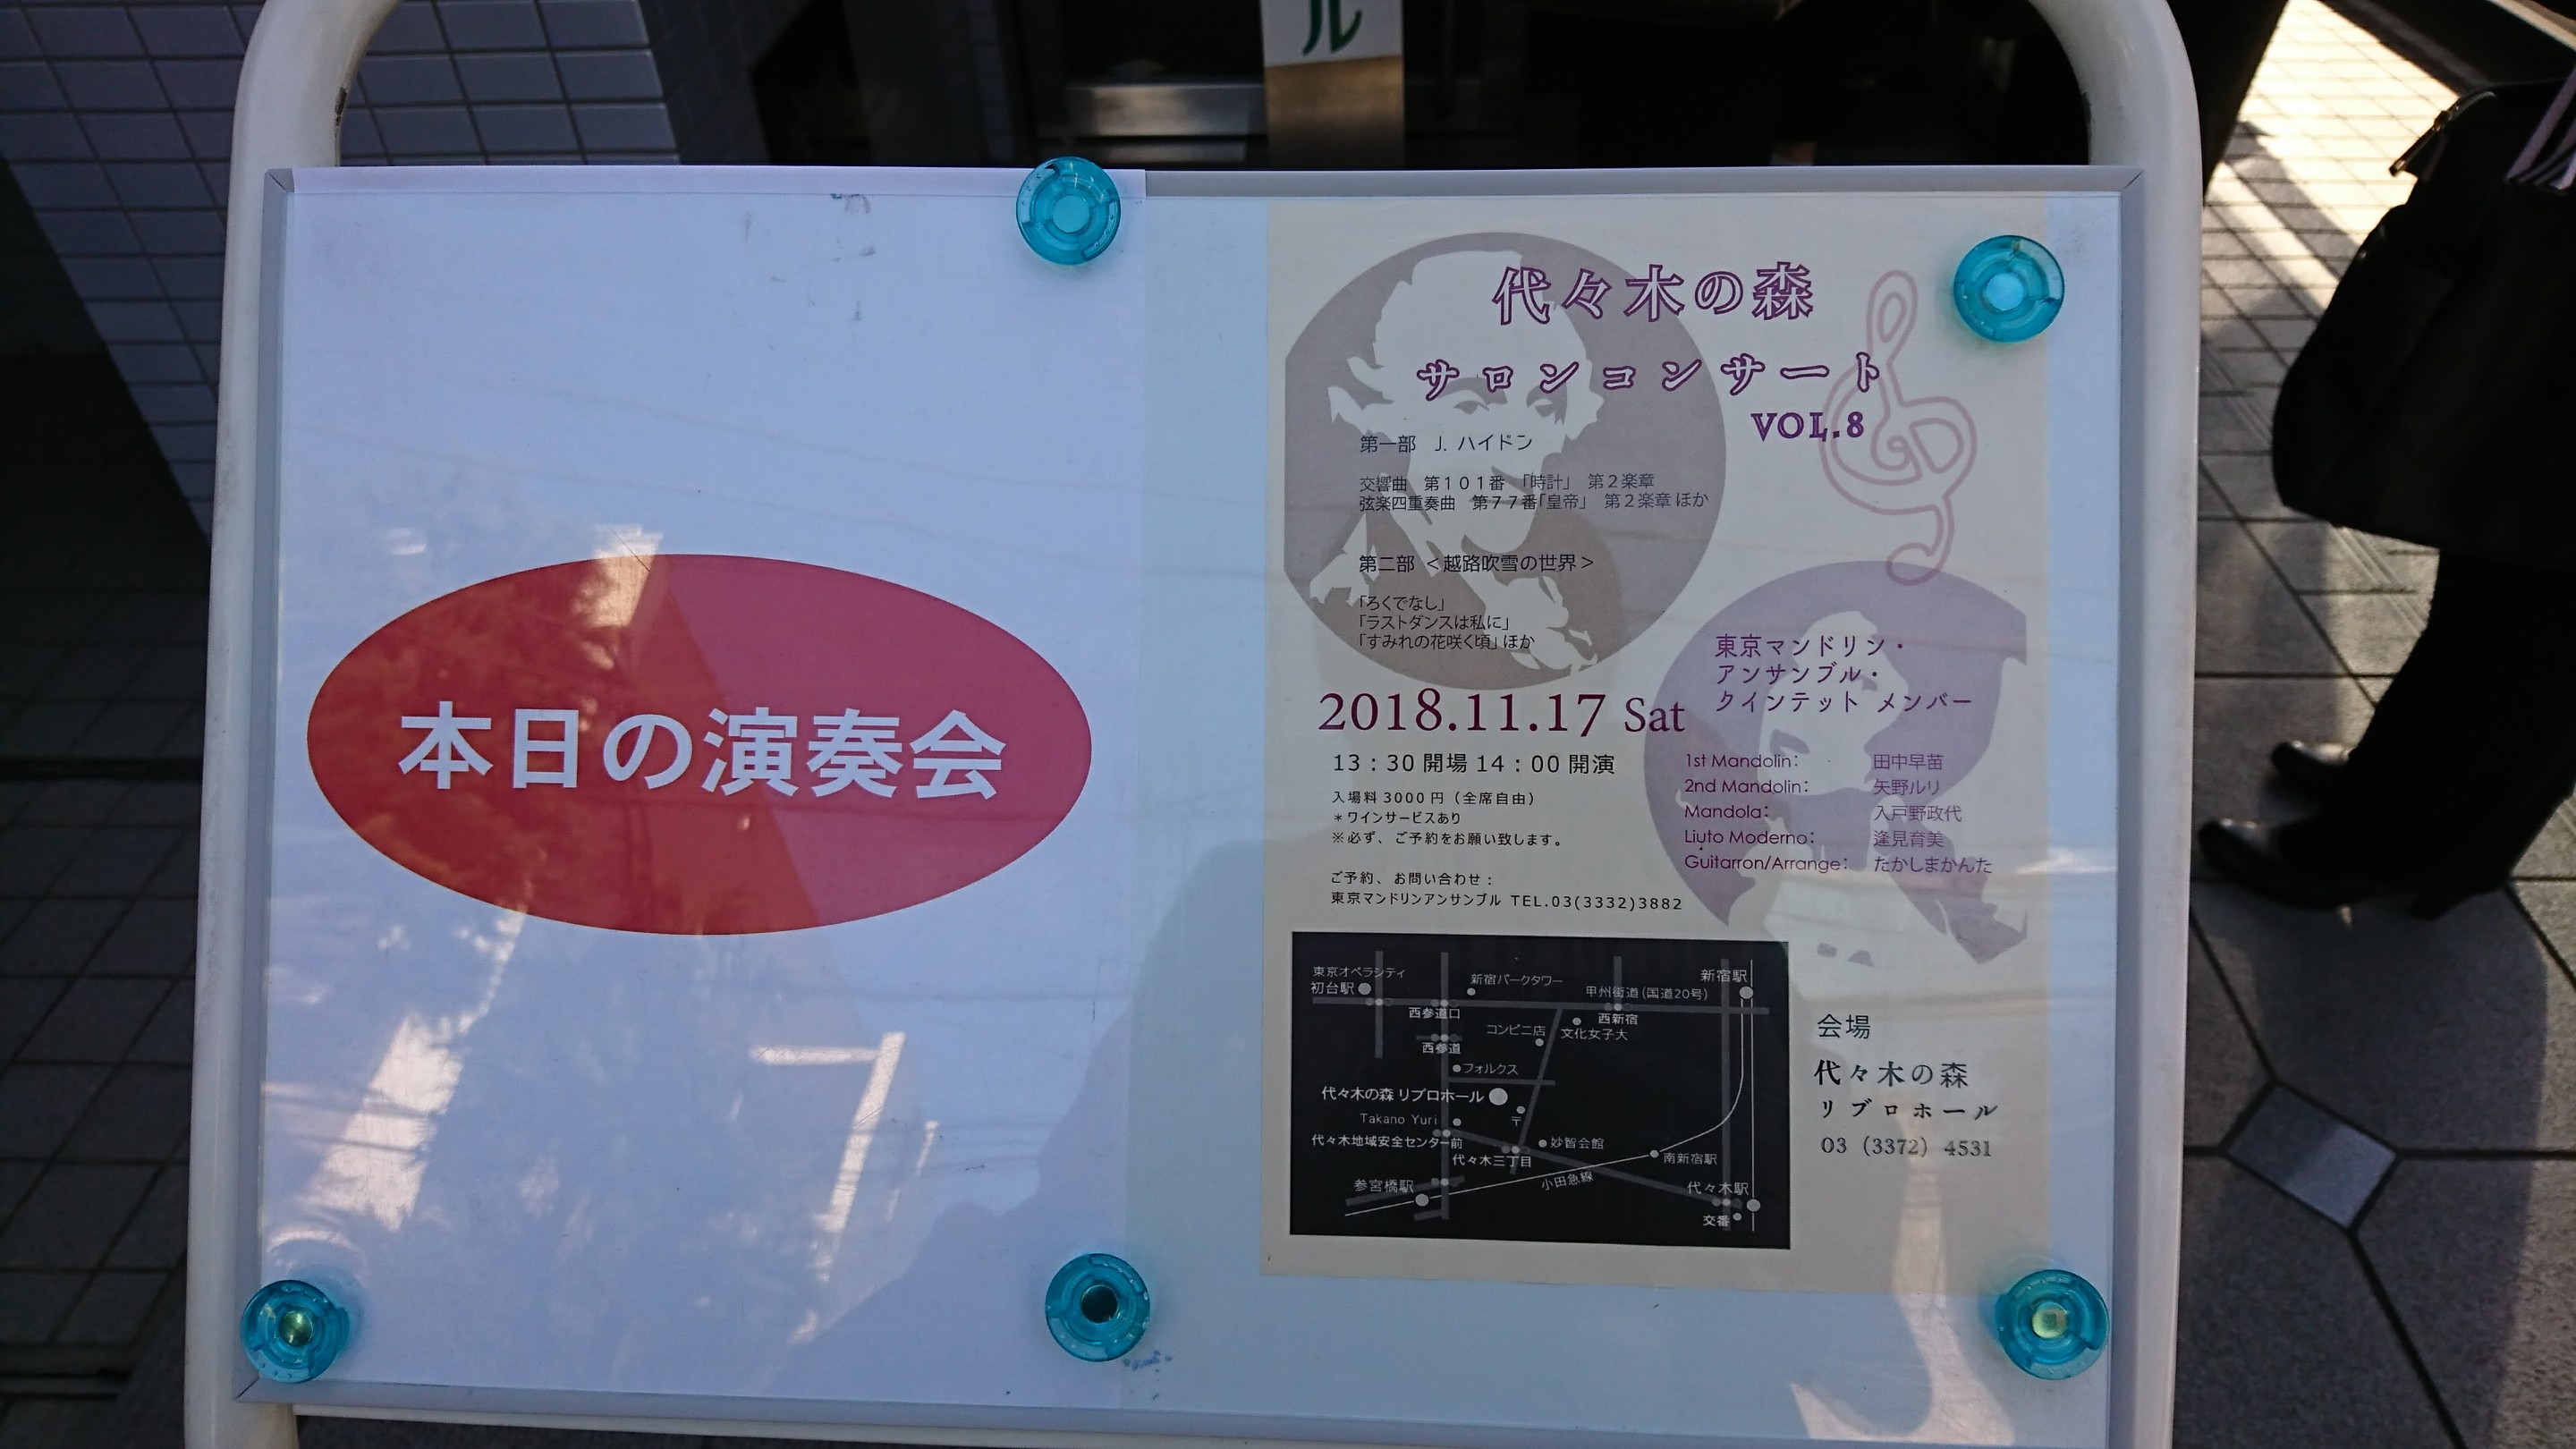 ル
本日の演奏会
代々木の森
サロンコンサート
VOL.8
第一部 J. ハイドン
交響曲 第101番 「時計」 第2楽章
弦楽四重奏曲 第77番「皇帝」 第2楽章 ほか
第二部 <越路吹雪の世界>
「ろくでなし」
「ラストダンスは私に」
「すみれの花咲く頃」ほか
2018.11.17 Sat
13:30 開場 14:00 開演
入場料 3000 円 (全席自由)
*ワインサービスあり
※必ず、ご予約をお願い致します。
ご予約、お問い合わせ:
東京マンドリンアンサンブル TEL.03(3332)3882
東京マンドリン・
アンサンブル・
クインテット メンバー
1st Mandolin: 田中早苗
2nd Mandolin: 矢野ルリ
Mandola: 入戸野政代
Liuto Moderno: 逢見育美
Guitarron/Arrange: たかしまかんた
東京オペラシティ
初台駅
新宿パークタワー
甲州街道(国道20号)
新宿駅
西参道口
西新宿
コンビニ店
文化女子大
西参道
フォルクス
代々木の森 リブロホール
〒
Takano Yuri
代々木地域安全センター前
妙智会館
代々木三丁目
南新宿駅
参宮橋駅
小田急線
代々木駅
交番
会場
代々木の森
リブロホール
03 (3372) 4531